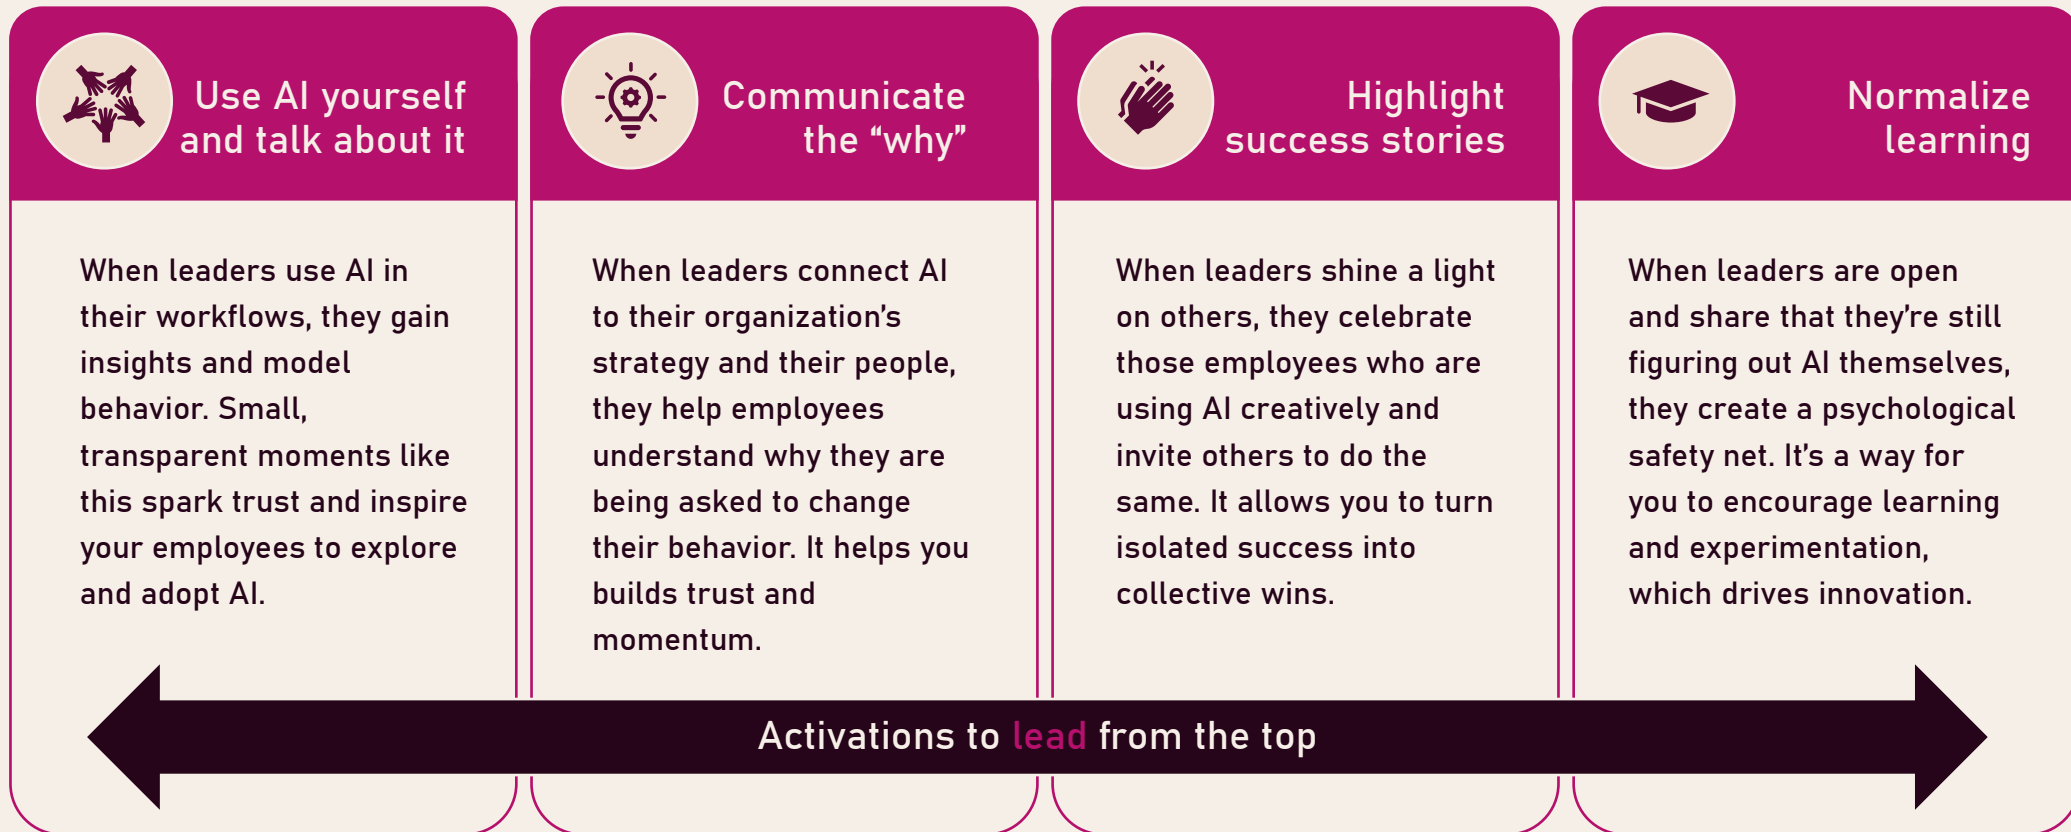 Use AI yourself
and talk about it
When leaders use AI in
their workflows, they gain
insights and model
behavior. Small,
transparent moments like
this spark trust and inspire
your employees to explore
and adopt AI.
Communicate
the “why”
When leaders connect AI
to their organization’s
strategy and their people,
they help employees
understand why they are
being asked to change
their behavior. It helps you
builds trust and
momentum.
Highlight
success stories
When leaders shine a light
on others, they celebrate
those employees who are
using AI creatively and
invite others to do the
same. It allows you to turn
isolated success into
collective wins.
Normalize
learning
When leaders are open
and share that they’re still
figuring out AI themselves,
they create a psychological
safety net. It’s a way for
you to encourage learning
and experimentation,
which drives innovation.
Activations to lead from the top